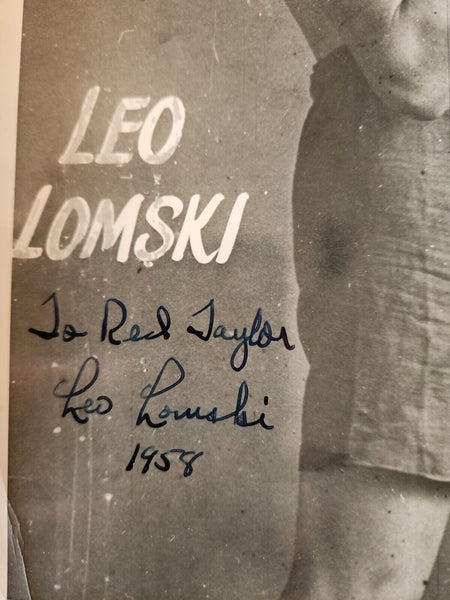 LEO
LOMSKI
To Red Taylor
Leo Lomski
1958